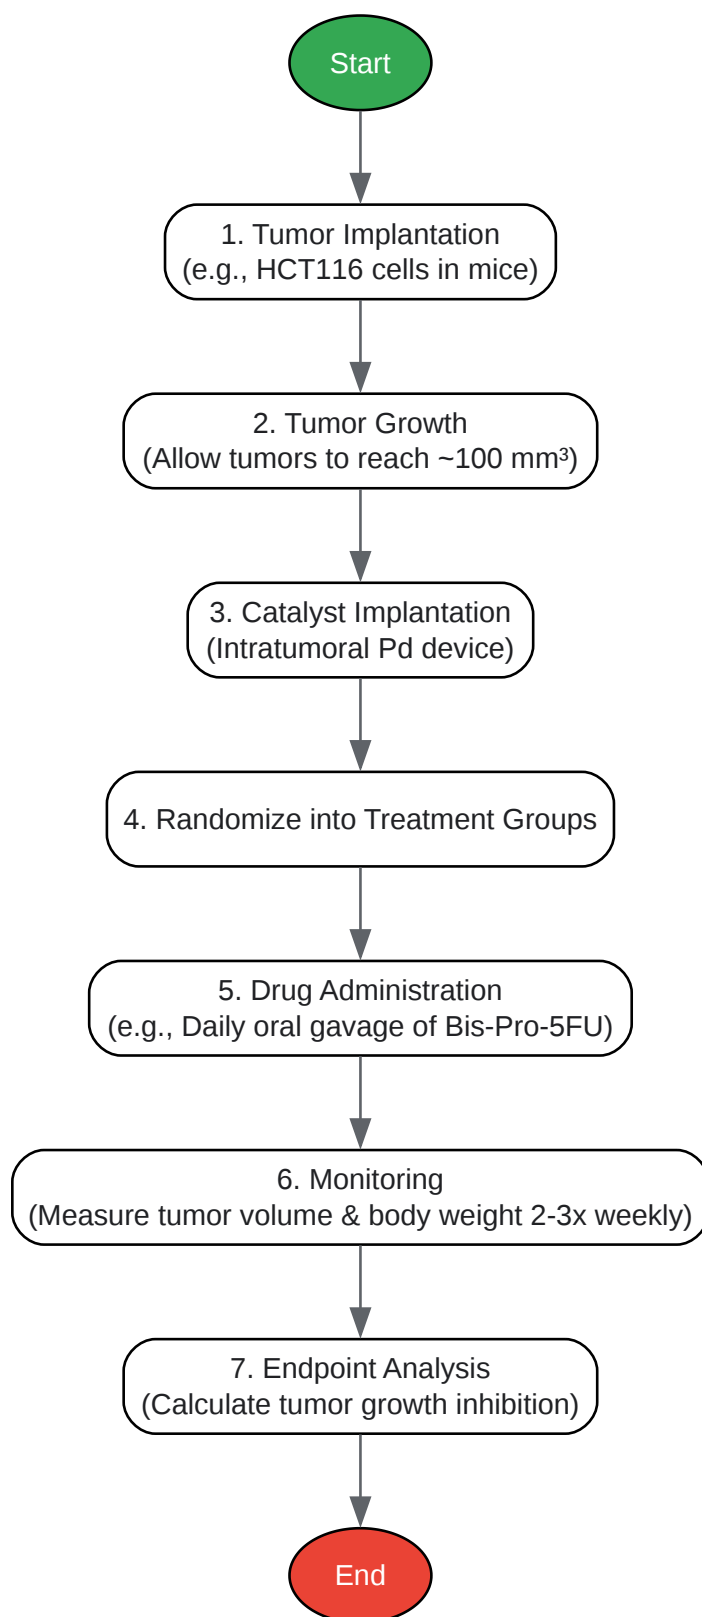 Start
1. Tumor Implantation
(e.g., HCT116 cells in mice)
2. Tumor Growth
(Allow tumors to reach ~100 mm³)
3. Catalyst Implantation
(Intratumoral Pd device)
4. Randomize into Treatment Groups
5. Drug Administration
(e.g., Daily oral gavage of Bis-Pro-5FU)
6. Monitoring
(Measure tumor volume & body weight 2-3x weekly)
7. Endpoint Analysis
(Calculate tumor growth inhibition)
End